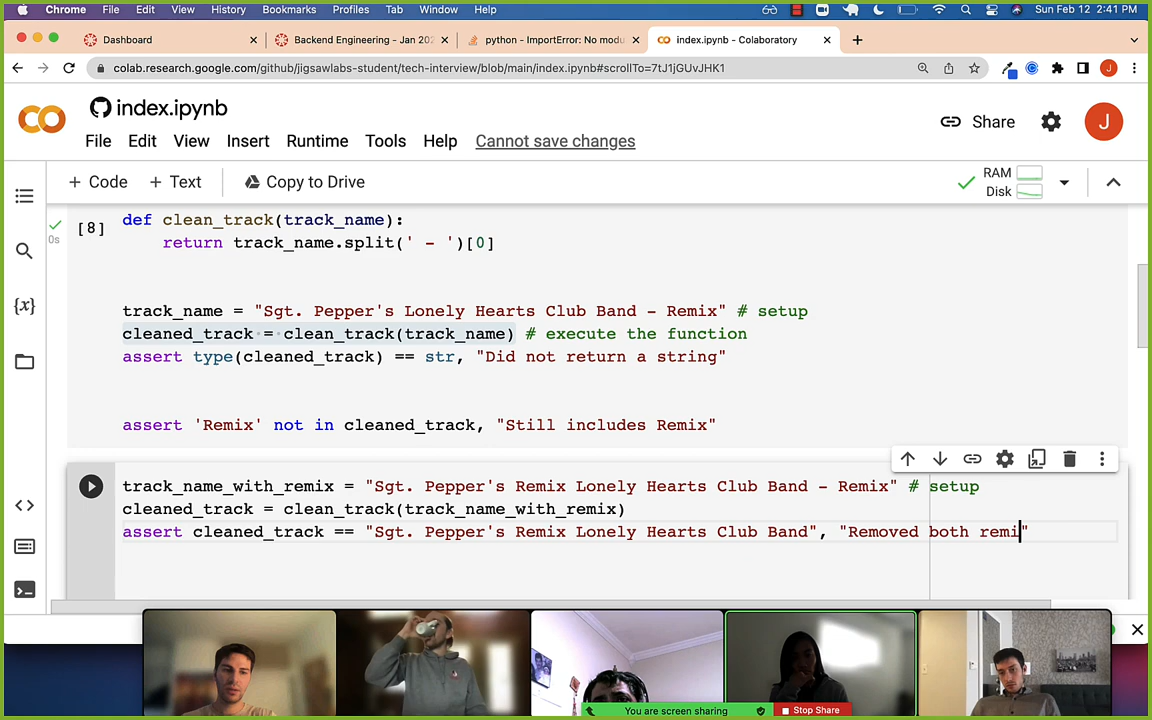 Chrome File Edit View History Bookmarks Profiles Tab Window Help Sun Feb 12 2:41 PM
Dashboard Backend Engineering - Jan 202 python - ImportError: No modu index.ipynb - Colaboratory
colab.research.google.com/github/jigsawlabs-student/tech-interview/blob/main/index.ipynb#scrollTo=7tJ1jGUvJHK1
index.ipynb
File Edit View Insert Runtime Tools Help Cannot save changes
Share
J
+ Code + Text Copy to Drive
RAM
Disk
[8]
0s
def clean_track(track_name):
return track_name.split(' - ')[0]
track_name = "Sgt. Pepper's Lonely Hearts Club Band - Remix" # setup
cleaned_track = clean_track(track_name) # execute the function
assert type(cleaned_track) == str, "Did not return a string"
assert 'Remix' not in cleaned_track, "Still includes Remix"
track_name_with_remix = "Sgt. Pepper's Remix Lonely Hearts Club Band - Remix" # setup
cleaned_track = clean_track(track_name_with_remix)
assert cleaned_track == "Sgt. Pepper's Remix Lonely Hearts Club Band", "Removed both remi"
You are screen sharing Stop Share